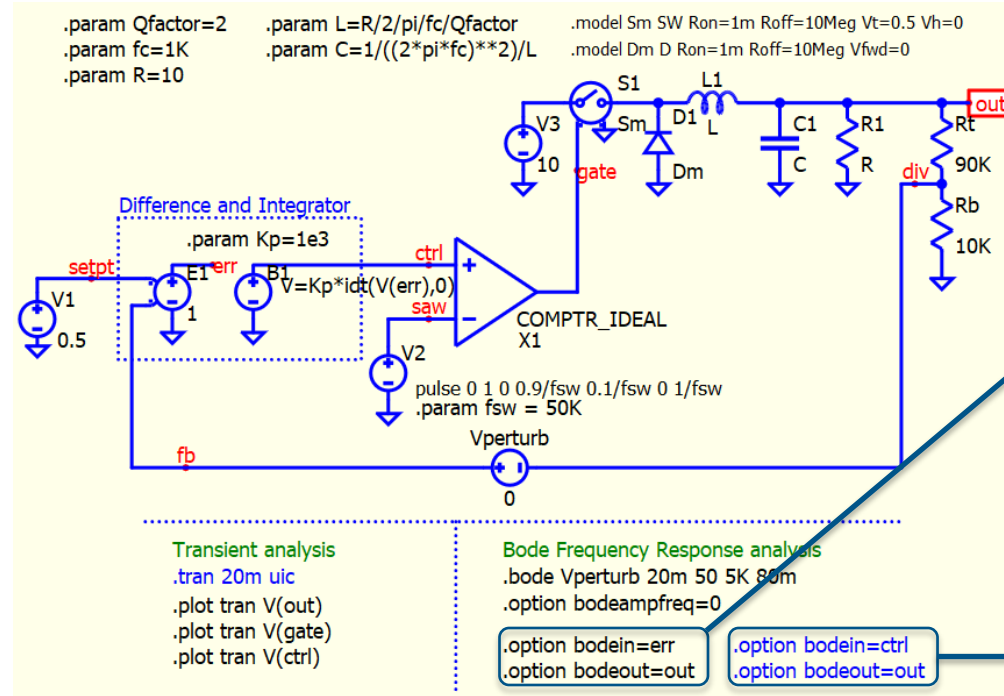 .param Qfactor=2
.param fc=1K
.param R=10
.param L=R/2/pi/fc/Qfactor
.param C=1/((2*pi*fc)**2)/L
.model Sm SW Ron=1m Roff=10Meg Vt=0.5 Vh=0
.model Dm D Ron=1m Roff=10Meg Vfwd=0
S1
L1
out
V3
Sm
D1
L
C1
R1
Rt
10
gate
Dm
C
R
div
90K
Rb
10K
Difference and Integrator
.param Kp=1e3
setpt
E1
err
B1
V=Kp*idt(V(err),0)
ctrl
+
V1
0.5
1
saw
−
COMPTR_IDEAL
X1
V2
pulse 0 1 0 0.9/fsw 0.1/fsw 0 1/fsw
.param fsw = 50K
Vperturb
fb
0
Transient analysis
.tran 20m uic
.plot tran V(out)
.plot tran V(gate)
.plot tran V(ctrl)
Bode Frequency Response analysis
.bode Vperturb 20m 50 5K 80m
.option bodeampfreq=0
.option bodein=err
.option bodeout=out
.option bodein=ctrl
.option bodeout=out